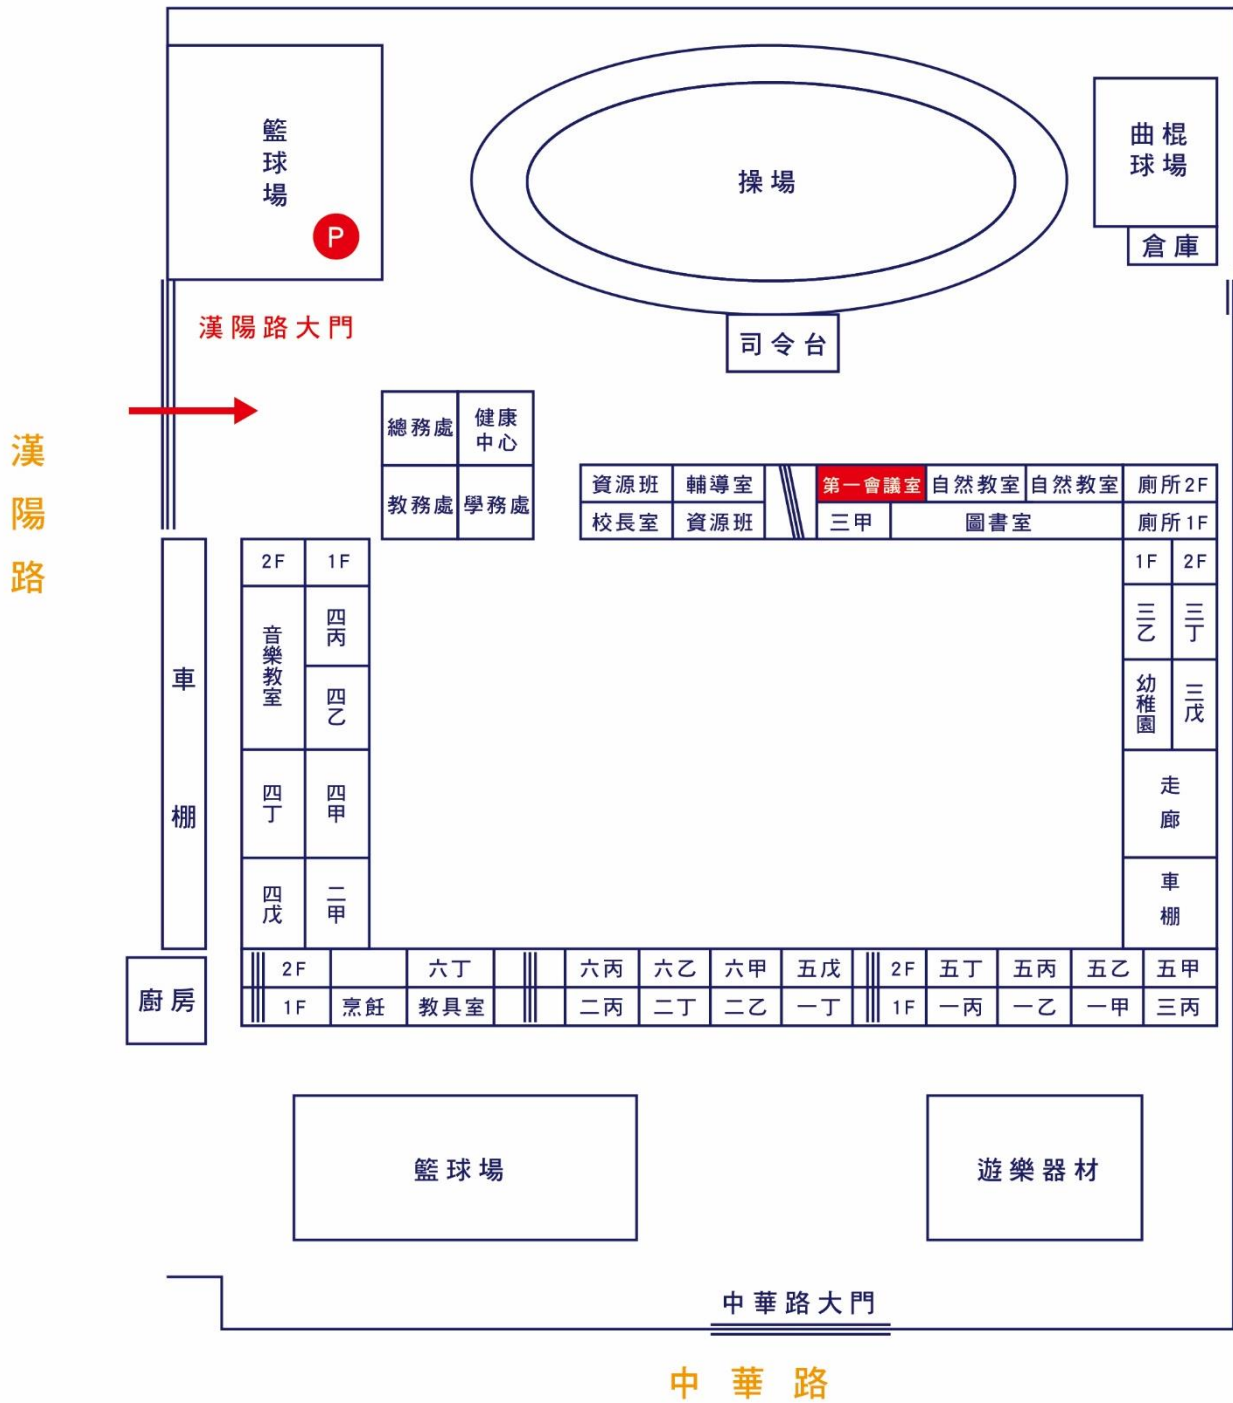 籃球場
P
操場
曲棍
球場
倉庫
漢陽路大門
司令台
漢陽路
總務處
健康
中心
教務處
學務處
資源班
輔導室
第一會議室
自然教室
自然教室
廁所2F
校長室
資源班
三甲
圖書室
廁所1F
2F
1F
音樂教室
四丙
四乙
四丁
四甲
四戊
二甲
車棚
1F
2F
三乙
三丁
幼稚園
三戊
走廊
車棚
廚房
2F
六丁
六丙
六乙
六甲
五戊
2F
五丁
五丙
五乙
五甲
1F
烹飪
教具室
二丙
二丁
二乙
一丁
1F
一丙
一乙
一甲
三丙
籃球場
遊樂器材
中華路大門
中華路